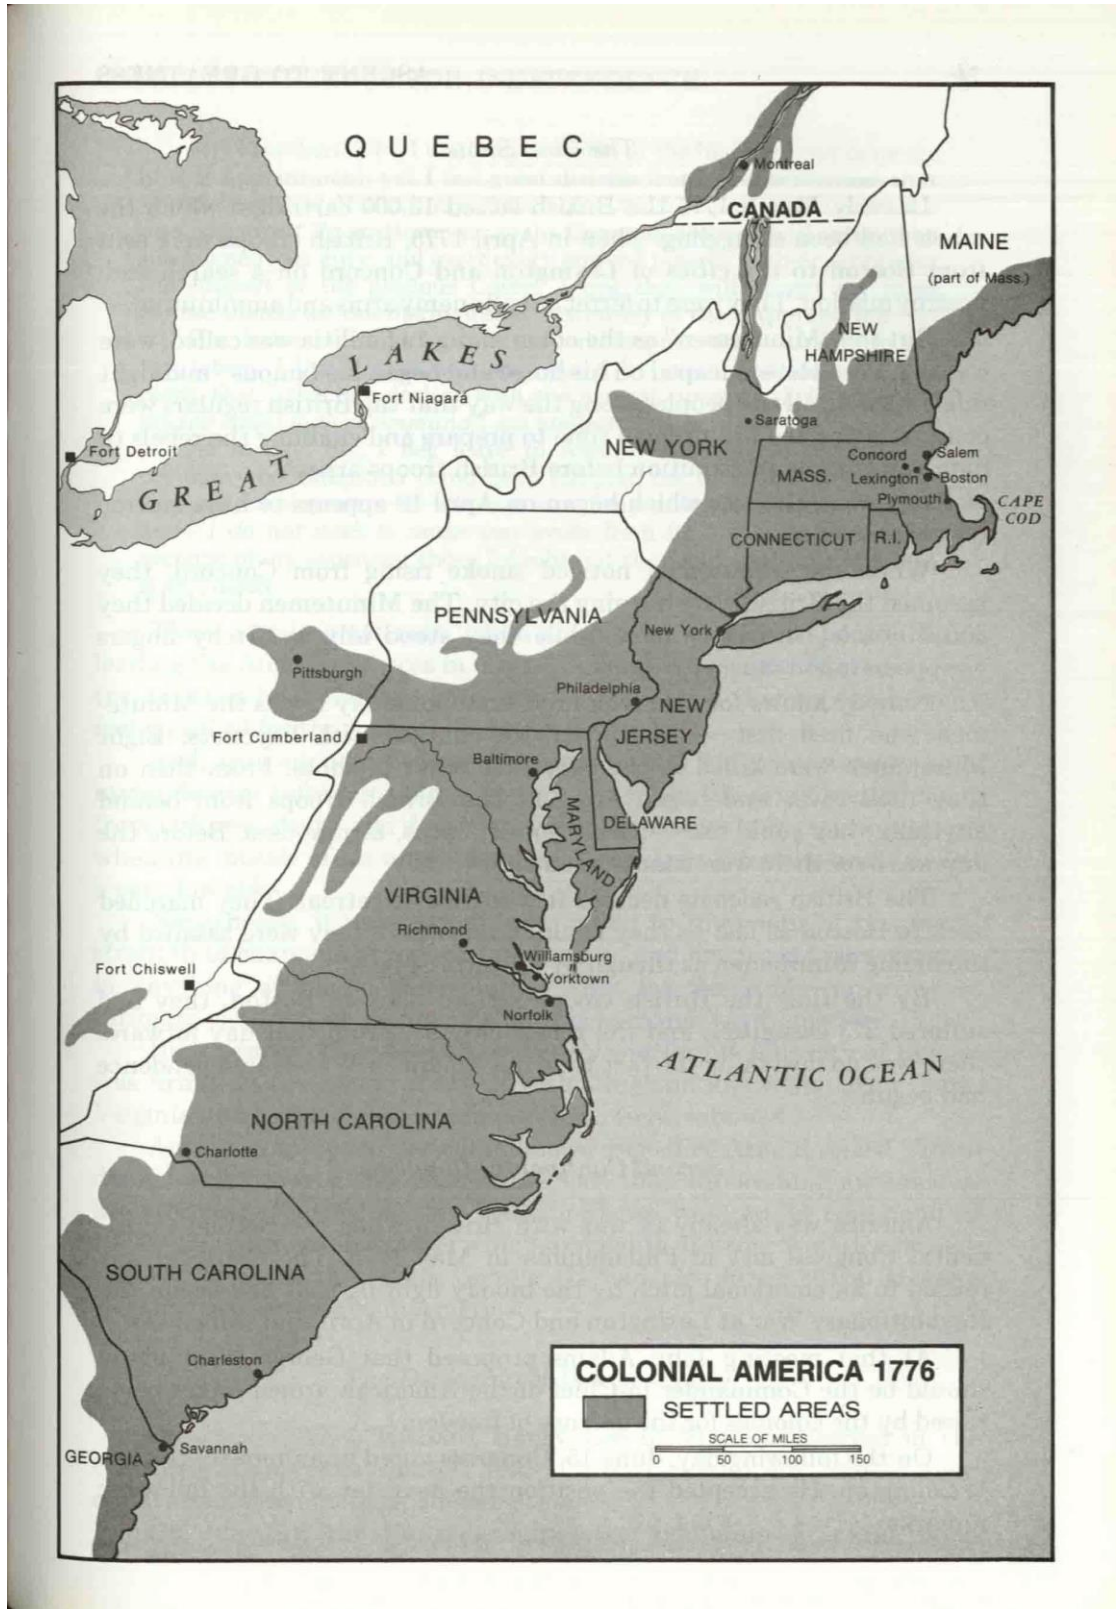 QUEBEC
Montreal
CANADA
MAINE
(part of Mass.)
NEW
HAMPSHIRE
GREAT LAKES
Fort Niagara
Fort Detroit
Saratoga
NEW YORK
MASS.
Concord
Salem
Lexington
Boston
Plymouth
CAPE
COD
CONNECTICUT
R.I.
PENNSYLVANIA
New York
Pittsburgh
Philadelphia
NEW
JERSEY
Fort Cumberland
Baltimore
MARYLAND
DELAWARE
VIRGINIA
Richmond
Williamsburg
Yorktown
Fort Chiswell
Norfolk
ATLANTIC OCEAN
NORTH CAROLINA
Charlotte
SOUTH CAROLINA
Charleston
GEORGIA
Savannah
COLONIAL AMERICA 1776
SETTLED AREAS
SCALE OF MILES
0 50 100 150